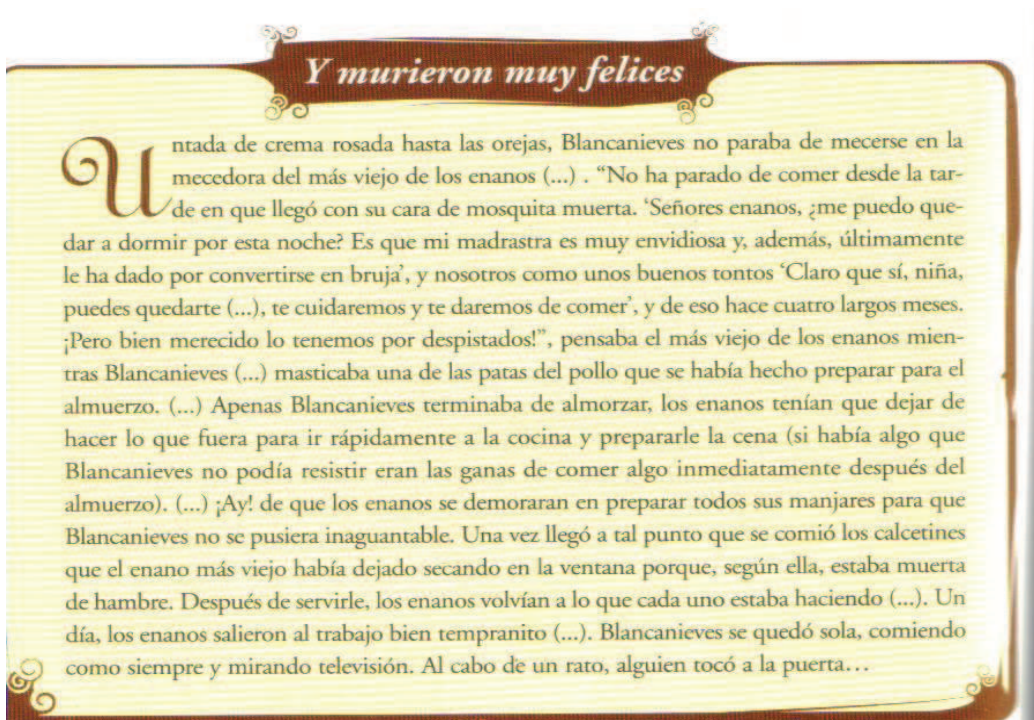 Y murieron muy felices
Untada de crema rosada hasta las orejas, Blancanieves no paraba de mecerse en la
mecedora del más viejo de los enanos (...) . “No ha parado de comer desde la tar-
de en que llegó con su cara de mosquita muerta. ‘Señores enanos, ¿me puedo que-
dar a dormir por esta noche? Es que mi madrastra es muy envidiosa y, además, últimamente
le ha dado por convertirse en bruja’, y nosotros como unos buenos tontos ‘Claro que sí, niña,
puedes quedarte (...), te cuidaremos y te daremos de comer’, y de eso hace cuatro largos meses.
¡Pero bien merecido lo tenemos por despistados!”, pensaba el más viejo de los enanos mien-
tras Blancanieves (...) masticaba una de las patas del pollo que se había hecho preparar para el
almuerzo. (...) Apenas Blancanieves terminaba de almorzar, los enanos tenían que dejar de
hacer lo que fuera para ir rápidamente a la cocina y prepararle la cena (si había algo que
Blancanieves no podía resistir eran las ganas de comer algo inmediatamente después del
almuerzo). (...) ¡Ay! de que los enanos se demoraran en preparar todos sus manjares para que
Blancanieves no se pusiera inaguantable. Una vez llegó a tal punto que se comió los calcetines
que el enano más viejo había dejado secando en la ventana porque, según ella, estaba muerta
de hambre. Después de servirle, los enanos volvían a lo que cada uno estaba haciendo (...). Un
día, los enanos salieron al trabajo bien tempranito (...). Blancanieves se quedó sola, comiendo
como siempre y mirando televisión. Al cabo de un rato, alguien tocó a la puerta...